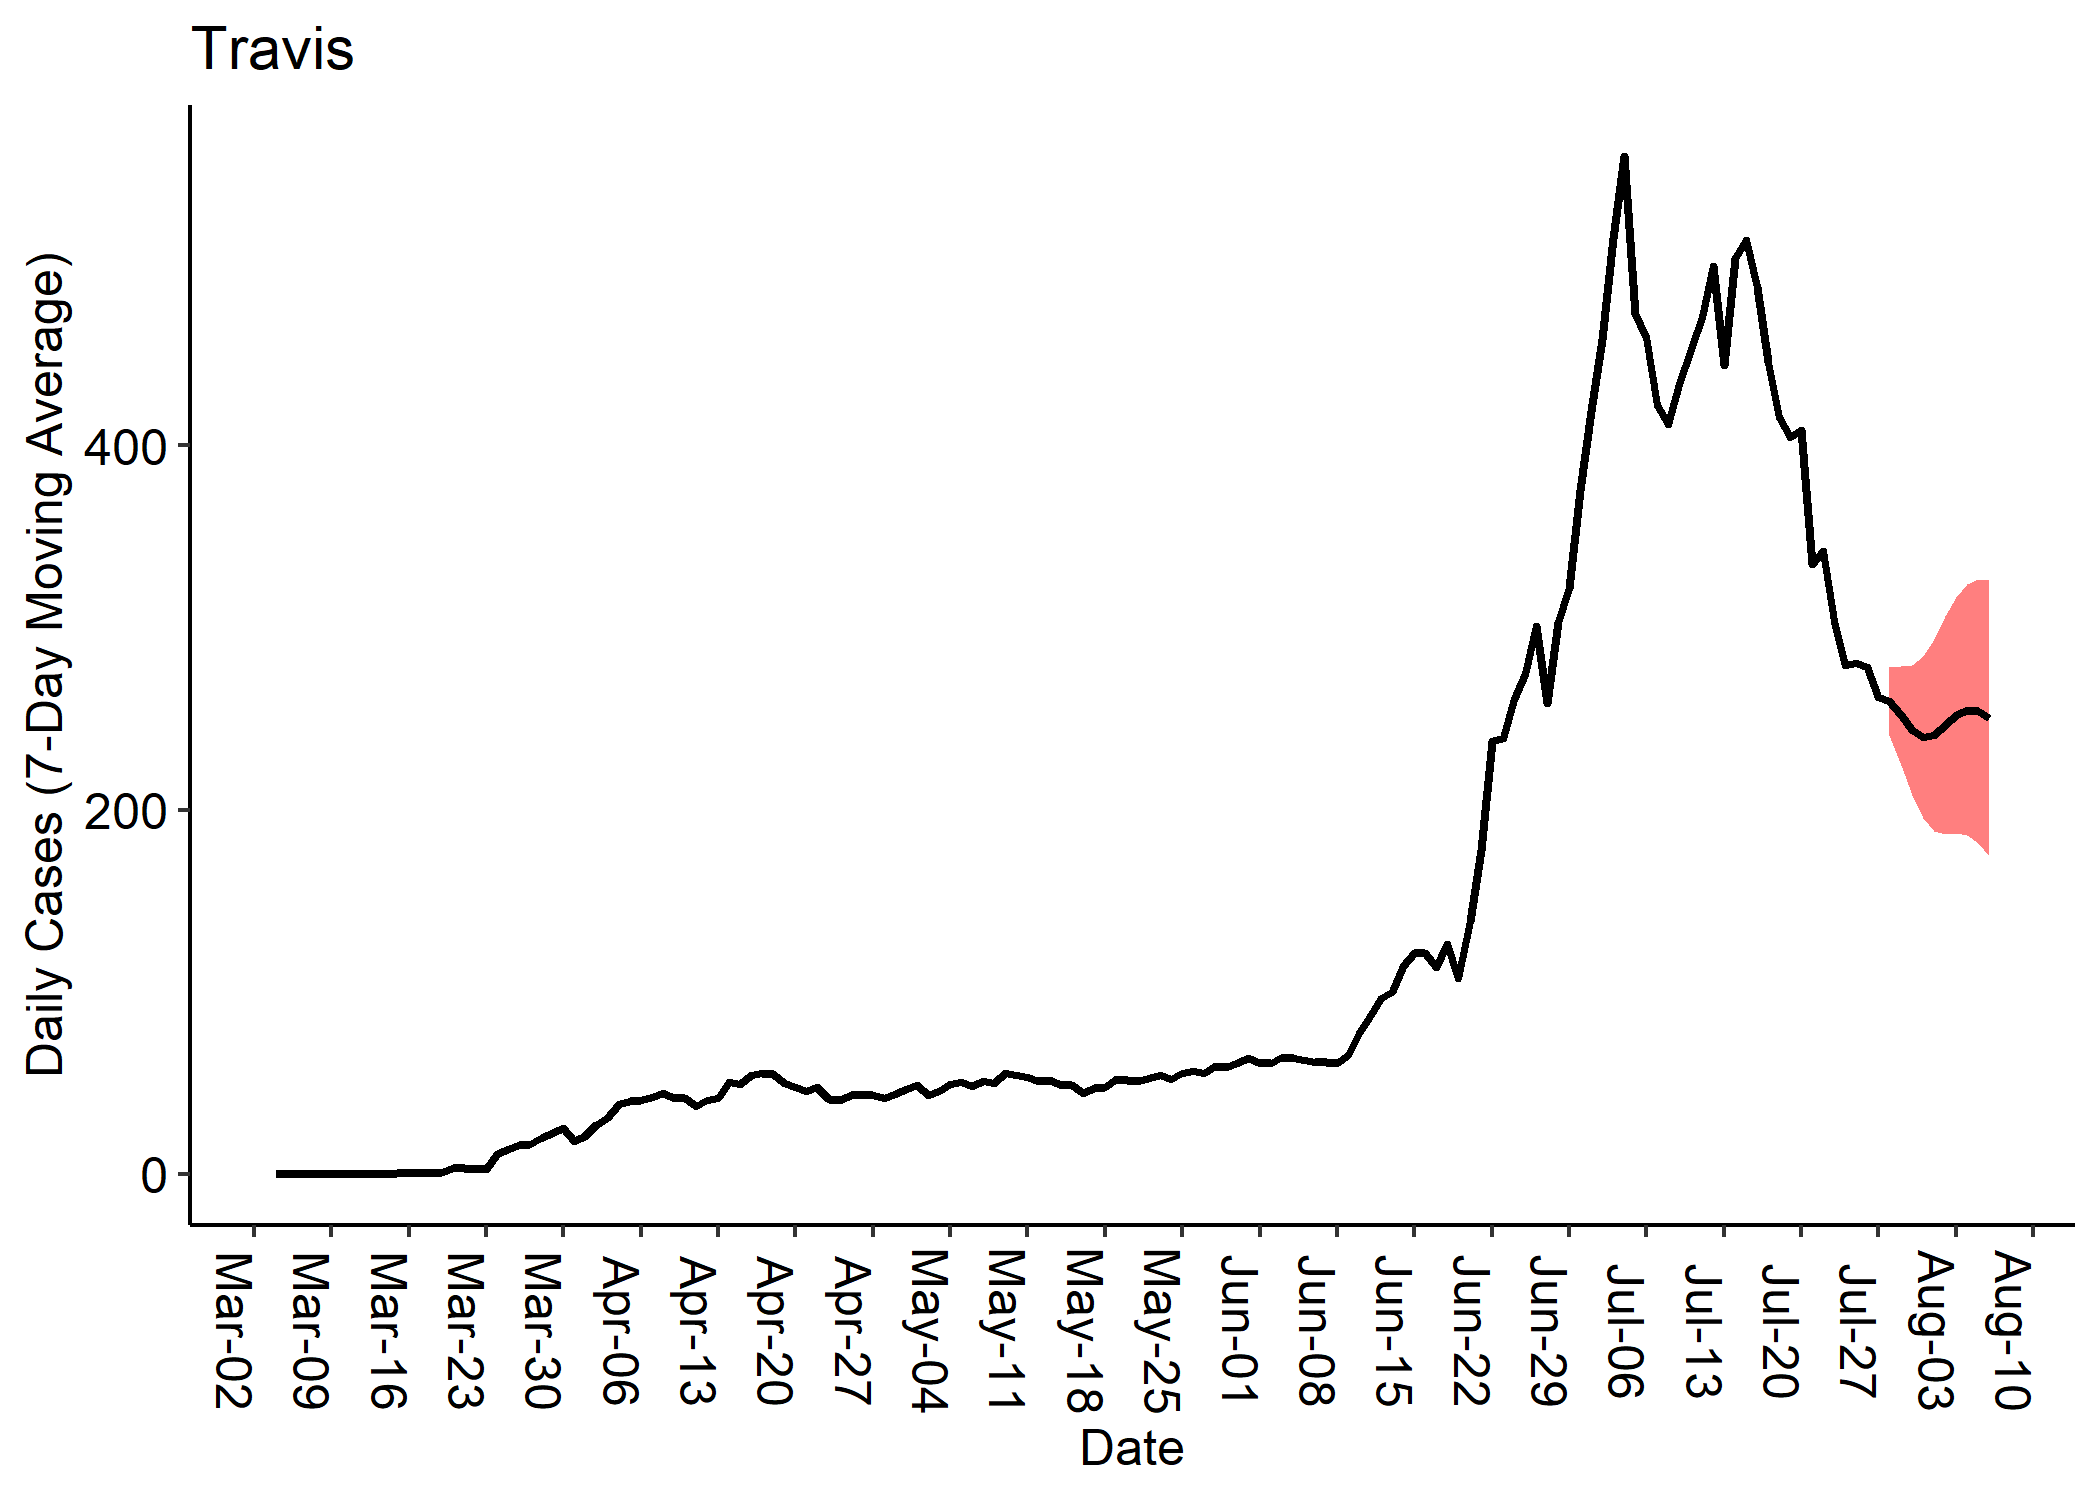 Travis
Daily Cases (7-Day Moving Average)
400
200
0
Mar-02
Mar-09
Mar-16
Mar-23
Mar-30
Apr-06
Apr-13
Apr-20
Apr-27
May-04
May-11
May-18
May-25
Jun-01
Jun-08
Jun-15
Jun-22
Jun-29
Jul-06
Jul-13
Jul-20
Jul-27
Aug-03
Aug-10
Date